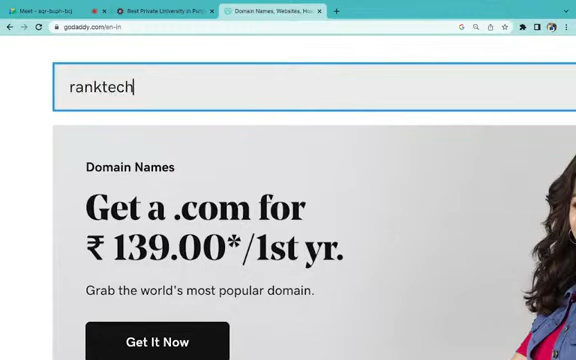 Meet - aqr-bupn-bcj
Best Private University in Punj
Domain Names, Websites, Hos
godaddy.com/en-in
ranktech
Domain Names
Get a .com for
₹ 139.00*/1st yr.
Grab the world's most popular domain.
Get It Now